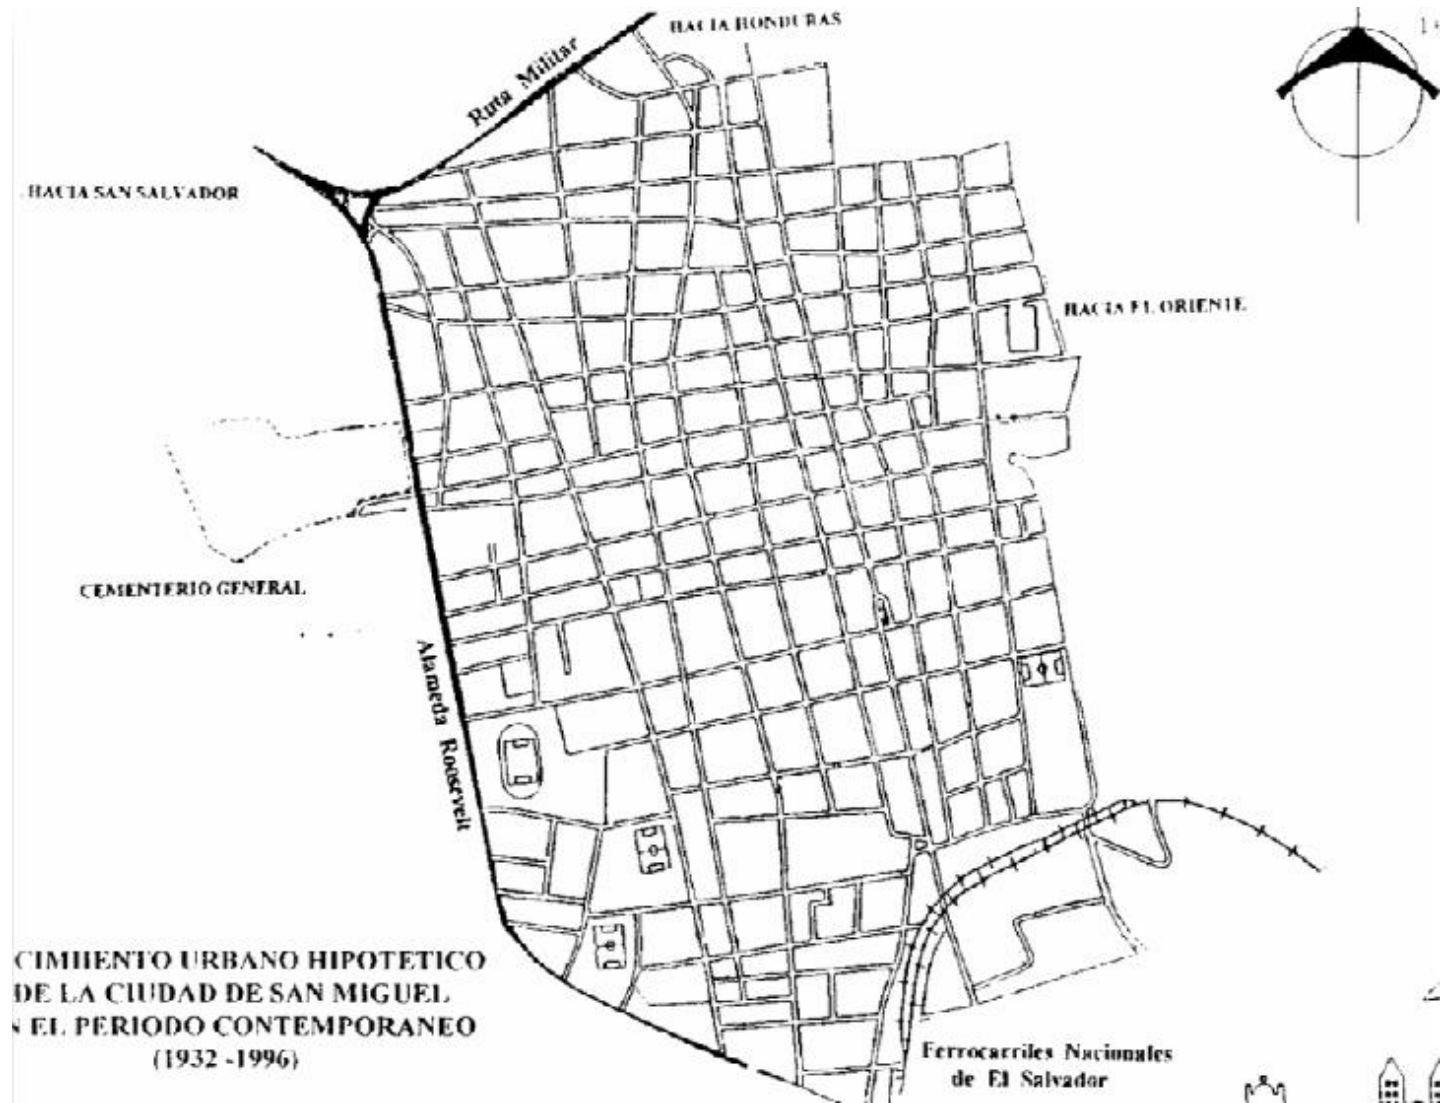 HACIA HONDURAS
Ruta Militar
HACIA SAN SALVADOR
HACIA EL ORIENTE
CEMENTERIO GENERAL
Alameda Roosevelt
CIMIENTO URBANO HIPOTETICO
DE LA CIUDAD DE SAN MIGUEL
N EL PERIODO CONTEMPORANEO
(1932 -1996)
Ferrocarriles Nacionales
de El Salvador